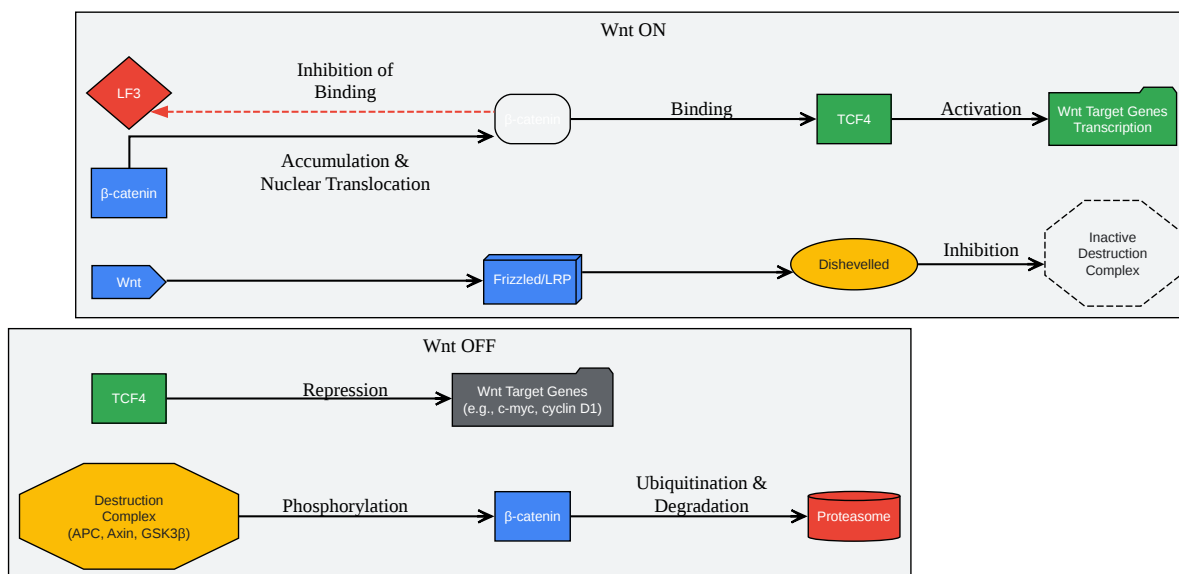 Wnt ON
LF3
Inhibition of
Binding
β-catenin
Binding
TCF4
Activation
Wnt Target Genes
Transcription
β-catenin
Accumulation &
Nuclear Translocation
Wnt
Frizzled/LRP
Dishevelled
Inhibition
Inactive
Destruction
Complex
Wnt OFF
TCF4
Repression
Wnt Target Genes
(e.g., c-myc, cyclin D1)
Destruction
Complex
(APC, Axin, GSK3β)
Phosphorylation
β-catenin
Ubiquitination &
Degradation
Proteasome